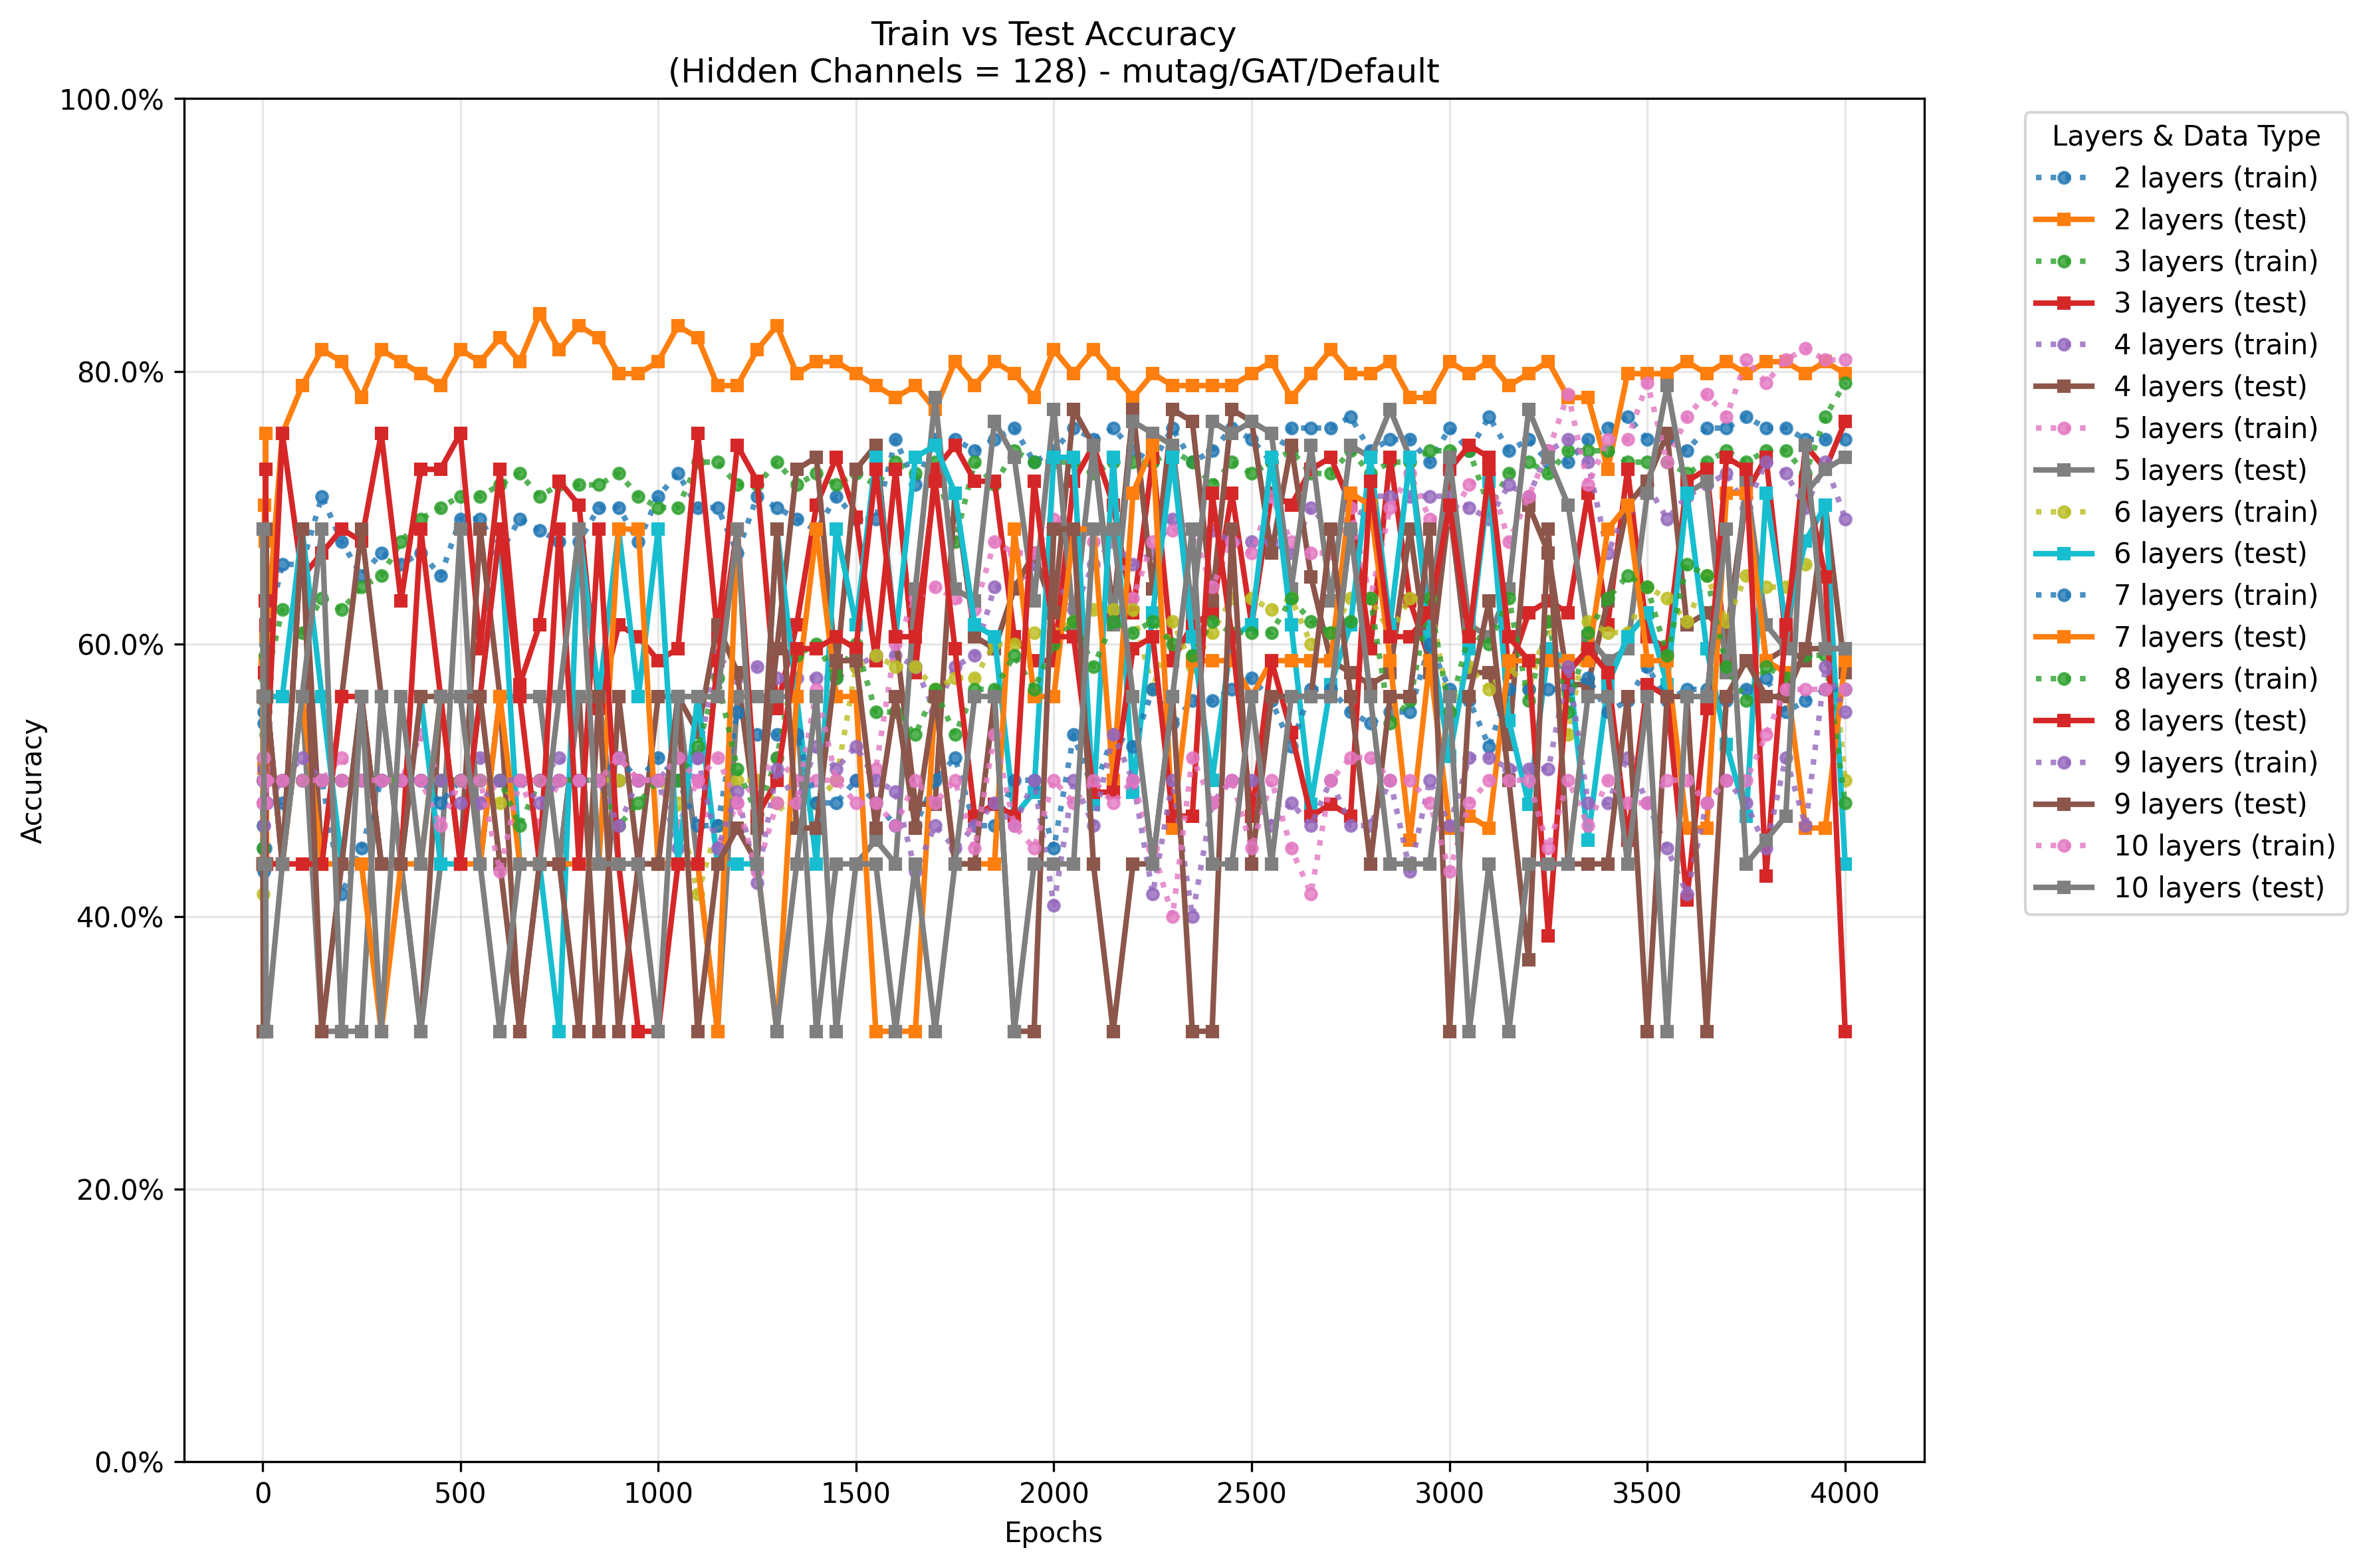 Train vs Test Accuracy
(Hidden Channels = 128) - mutag/GAT/Default
100.0%
80.0%
60.0%
40.0%
20.0%
0.0%
Accuracy
0 500 1000 1500 2000 2500 3000 3500 4000
Epochs
Layers & Data Type
2 layers (train)
2 layers (test)
3 layers (train)
3 layers (test)
4 layers (train)
4 layers (test)
5 layers (train)
5 layers (test)
6 layers (train)
6 layers (test)
7 layers (train)
7 layers (test)
8 layers (train)
8 layers (test)
9 layers (train)
9 layers (test)
10 layers (train)
10 layers (test)